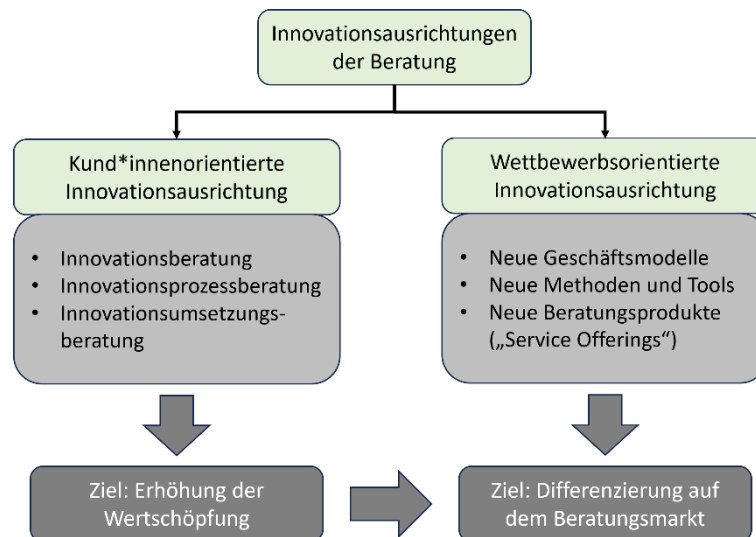 Innovationsausrichtungen
der Beratung
Kund*innenorientierte
Innovationsausrichtung
• Innovationsberatung
• Innovationsprozessberatung
• Innovationsumsetzungs-
beratung
Ziel: Erhöhung der
Wertschöpfung
Wettbewerbsorientierte
Innovationsausrichtung
• Neue Geschäftsmodelle
• Neue Methoden und Tools
• Neue Beratungsprodukte
(„Service Offerings“)
Ziel: Differenzierung auf
dem Beratungsmarkt